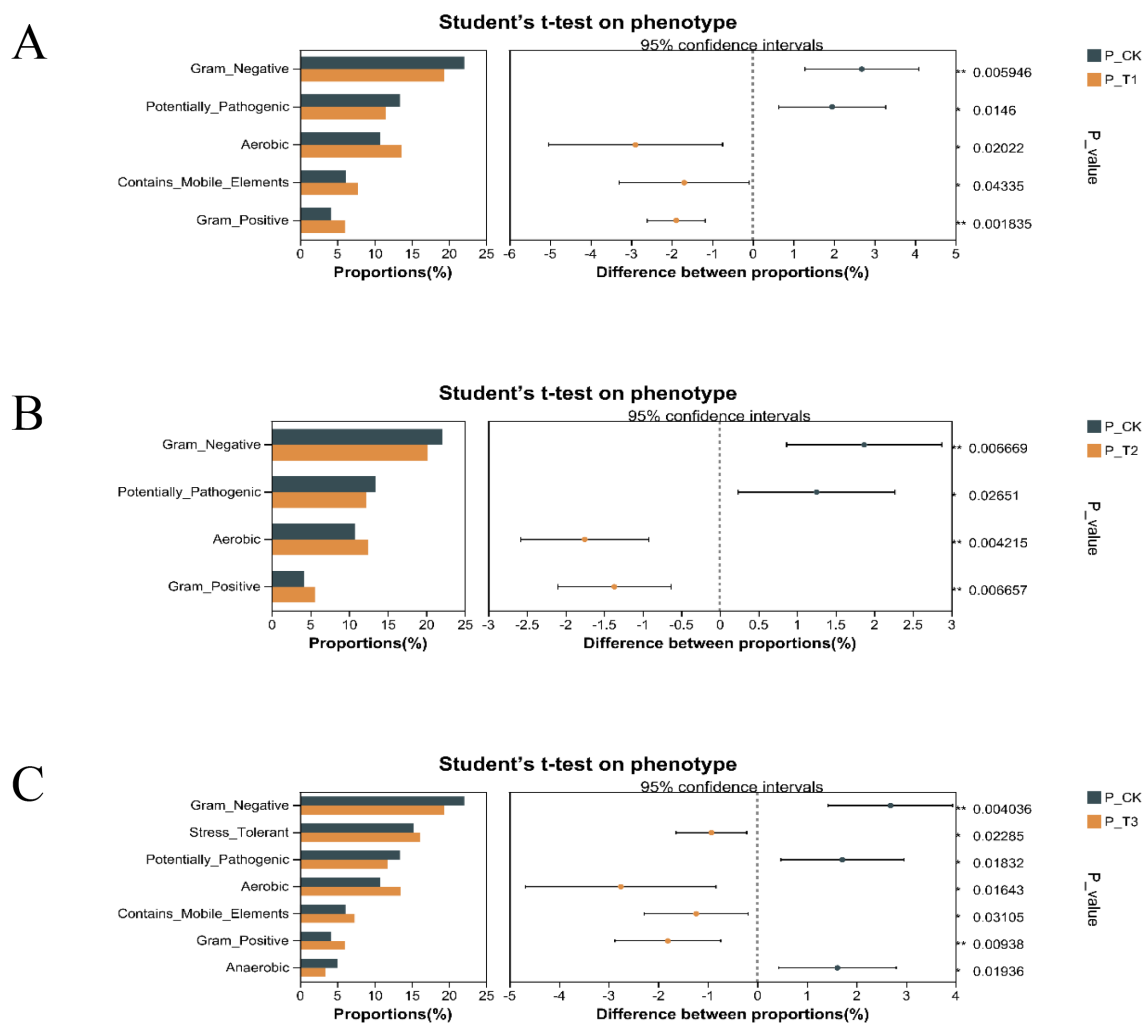 A
Student's t-test on phenotype
95% confidence intervals
Gram_Negative
Potentially_Pathogenic
Aerobic
Contains_Mobile_Elements
Gram_Positive
0 5 10 15 20 25
Proportions(%)
-6 -5 -4 -3 -2 -1 0 1 2 3 4 5
Difference between proportions(%)
** 0.005946
* 0.0146
* 0.02022
* 0.04335
** 0.001835
P_value
P_CK
P_T1
B
Student's t-test on phenotype
95% confidence intervals
Gram_Negative
Potentially_Pathogenic
Aerobic
Gram_Positive
0 5 10 15 20 25
Proportions(%)
-3 -2.5 -2 -1.5 -1 -0.5 0 0.5 1 1.5 2 2.5 3
Difference between proportions(%)
** 0.006669
* 0.02651
** 0.004215
** 0.006657
P_value
P_CK
P_T2
C
Student's t-test on phenotype
95% confidence intervals
Gram_Negative
Stress_Tolerant
Potentially_Pathogenic
Aerobic
Contains_Mobile_Elements
Gram_Positive
Anaerobic
0 5 10 15 20 25
Proportions(%)
-5 -4 -3 -2 -1 0 1 2 3 4
Difference between proportions(%)
** 0.004036
* 0.02285
* 0.01832
* 0.01643
* 0.03105
** 0.00938
* 0.01936
P_value
P_CK
P_T3